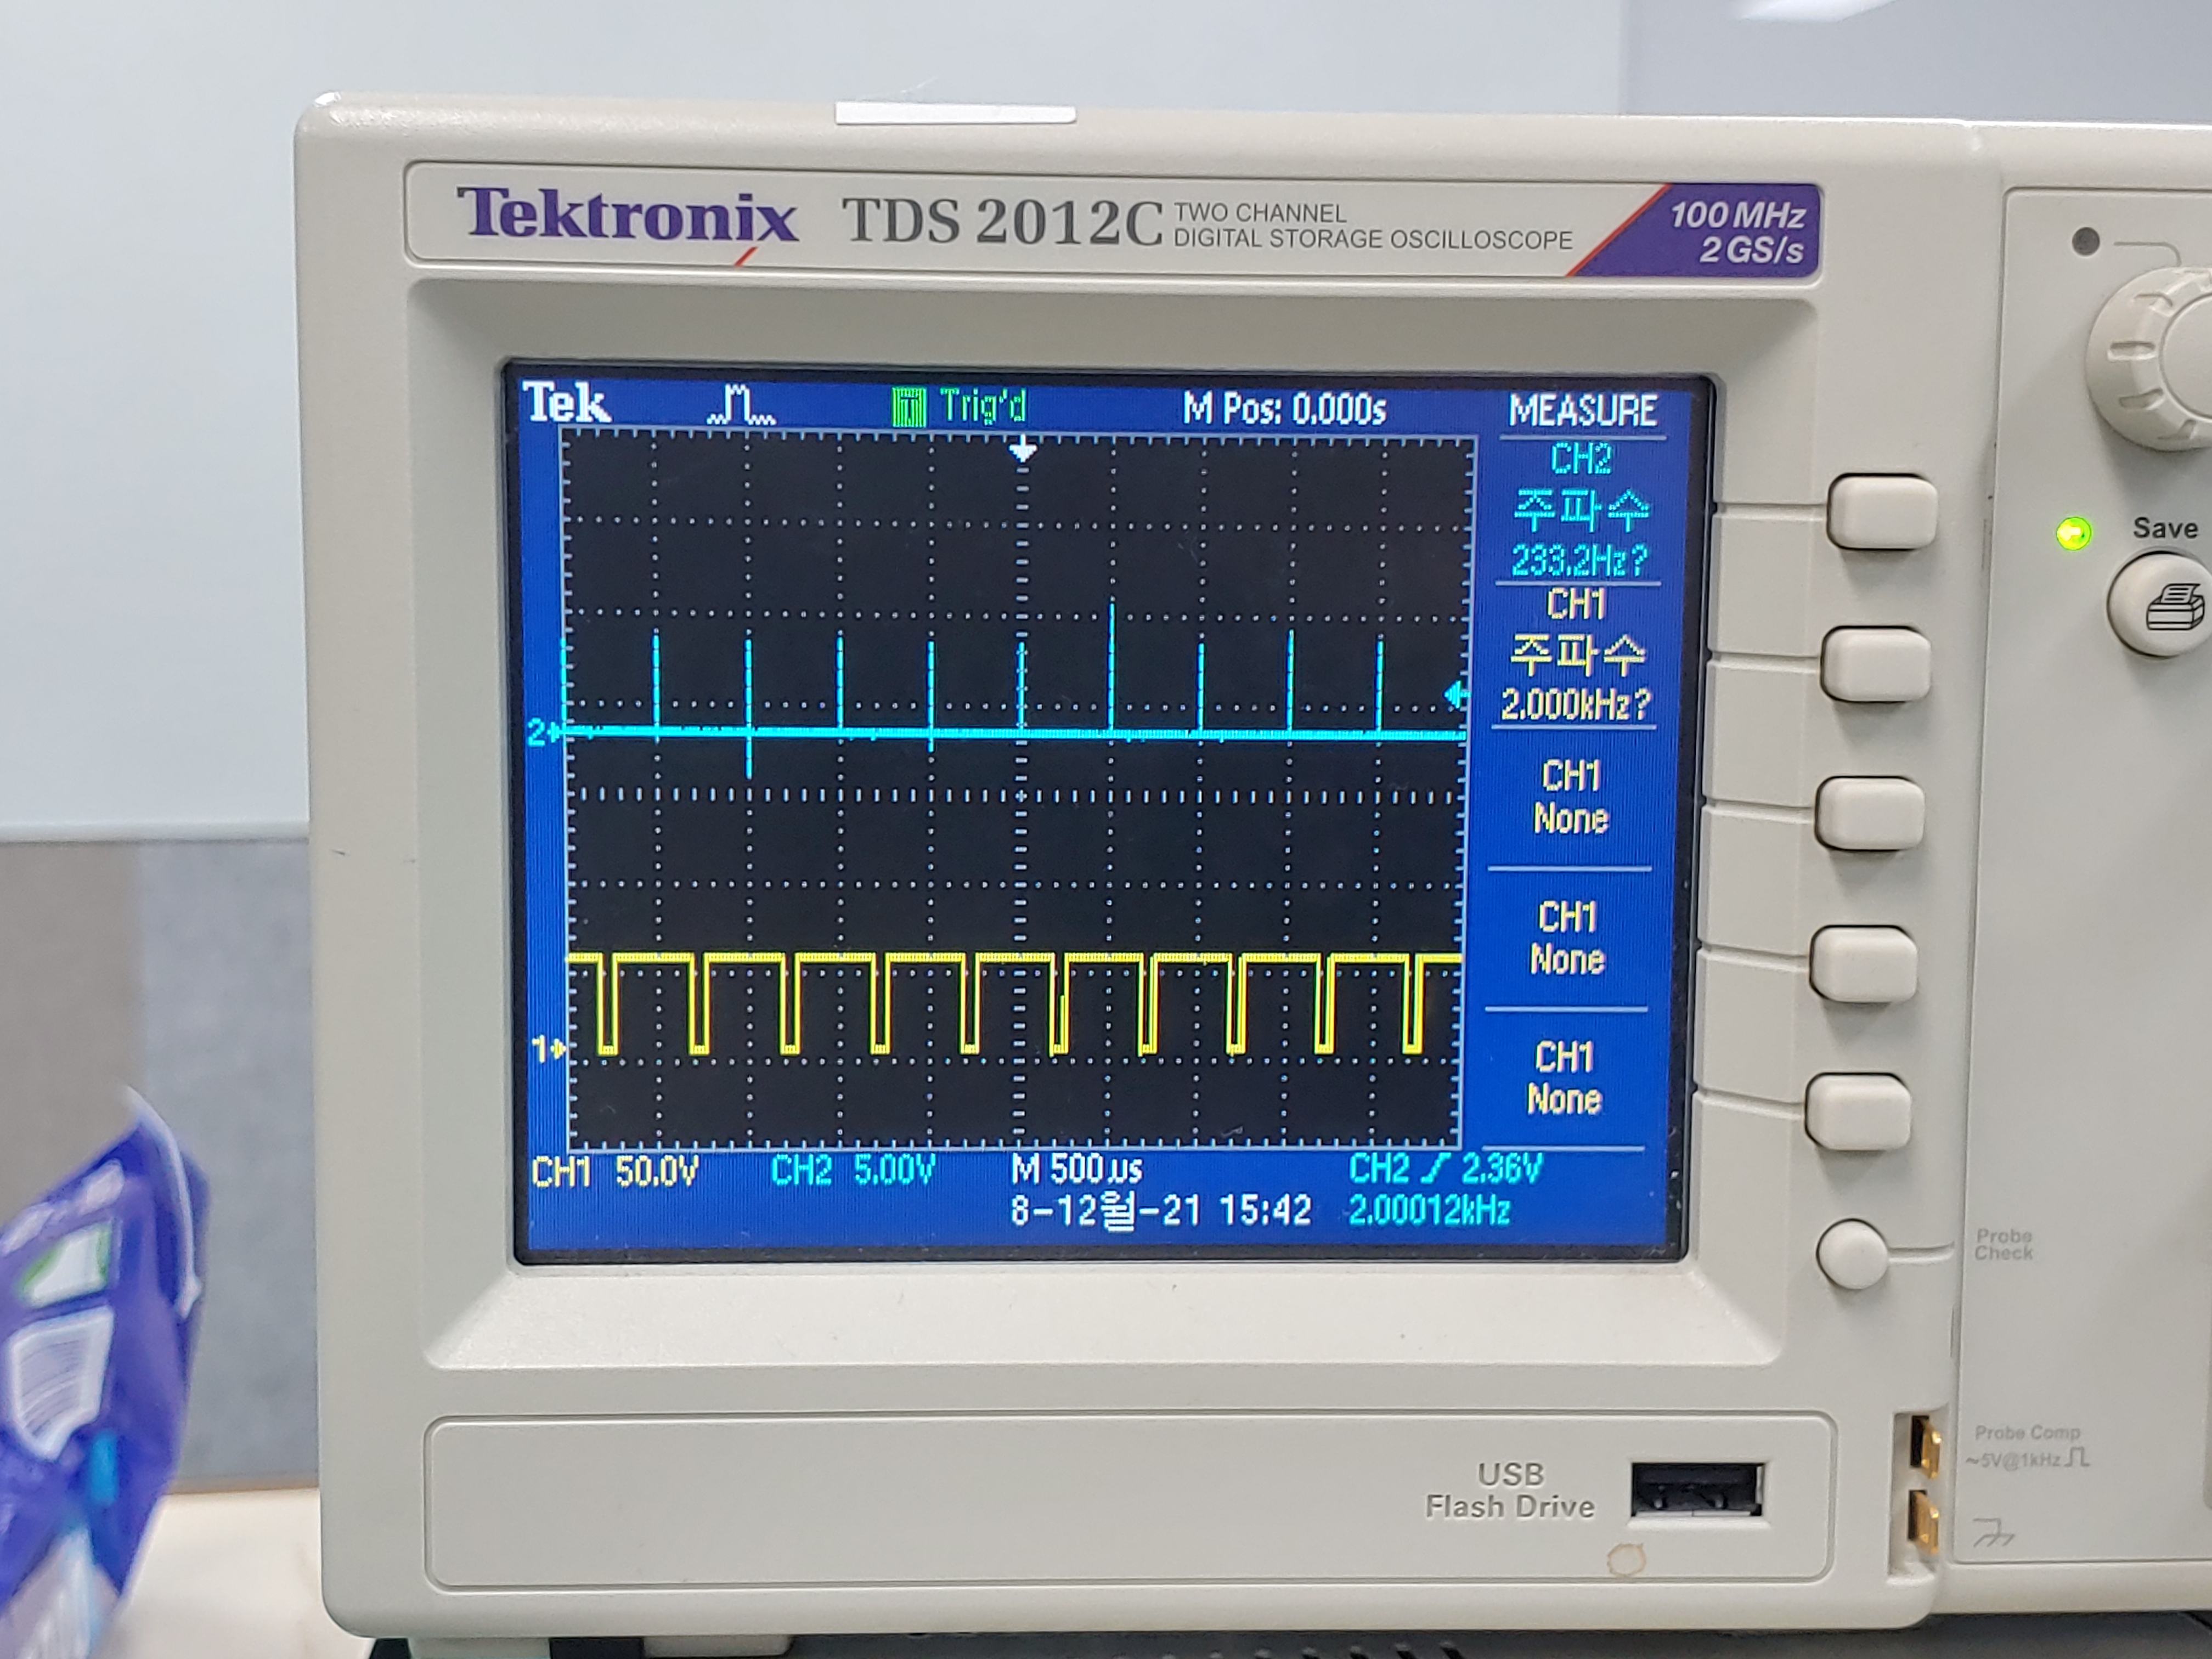 Tektronix TDS 2012C TWO CHANNEL
DIGITAL STORAGE OSCILLOSCOPE
100 MHz
2 GS/s
Tek Trig'd M Pos: 0.000s MEASURE
CH2
주파수
233.2Hz?
CH1
주파수
2.000kHz?
CH1
None
CH1
None
CH1
None
2
1
CH1 50.0V CH2 5.00V M 500µs CH2 2.36V
8-12월-21 15:42 2.00012kHz
Save
Probe
Check
Probe Comp
~5V@1kHz
USB
Flash Drive